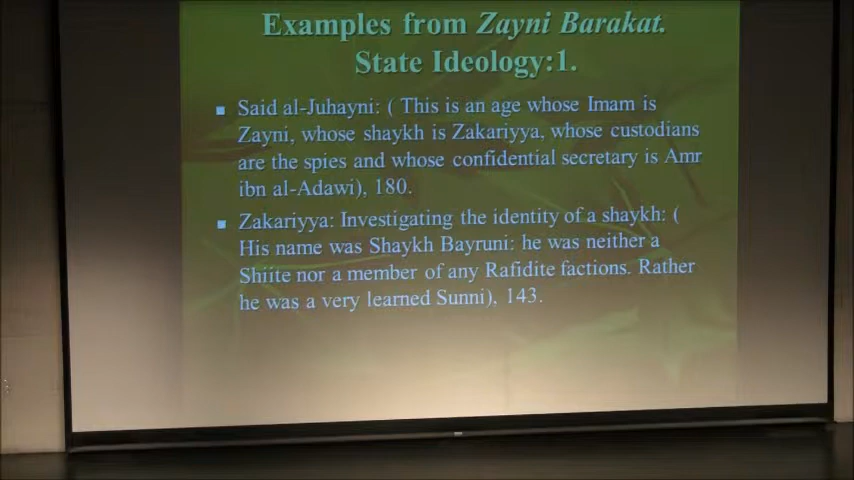 Examples from Zayni Barakat.
State Ideology:1.
■ Said al-Juhayni: ( This is an age whose Imam is
Zayni, whose shaykh is Zakariyya, whose custodians
are the spies and whose confidential secretary is Amr
ibn al-Adawi), 180.
■ Zakariyya: Investigating the identity of a shaykh: (
His name was Shaykh Bayruni: he was neither a
Shiite nor a member of any Rafidite factions. Rather
he was a very learned Sunni), 143.